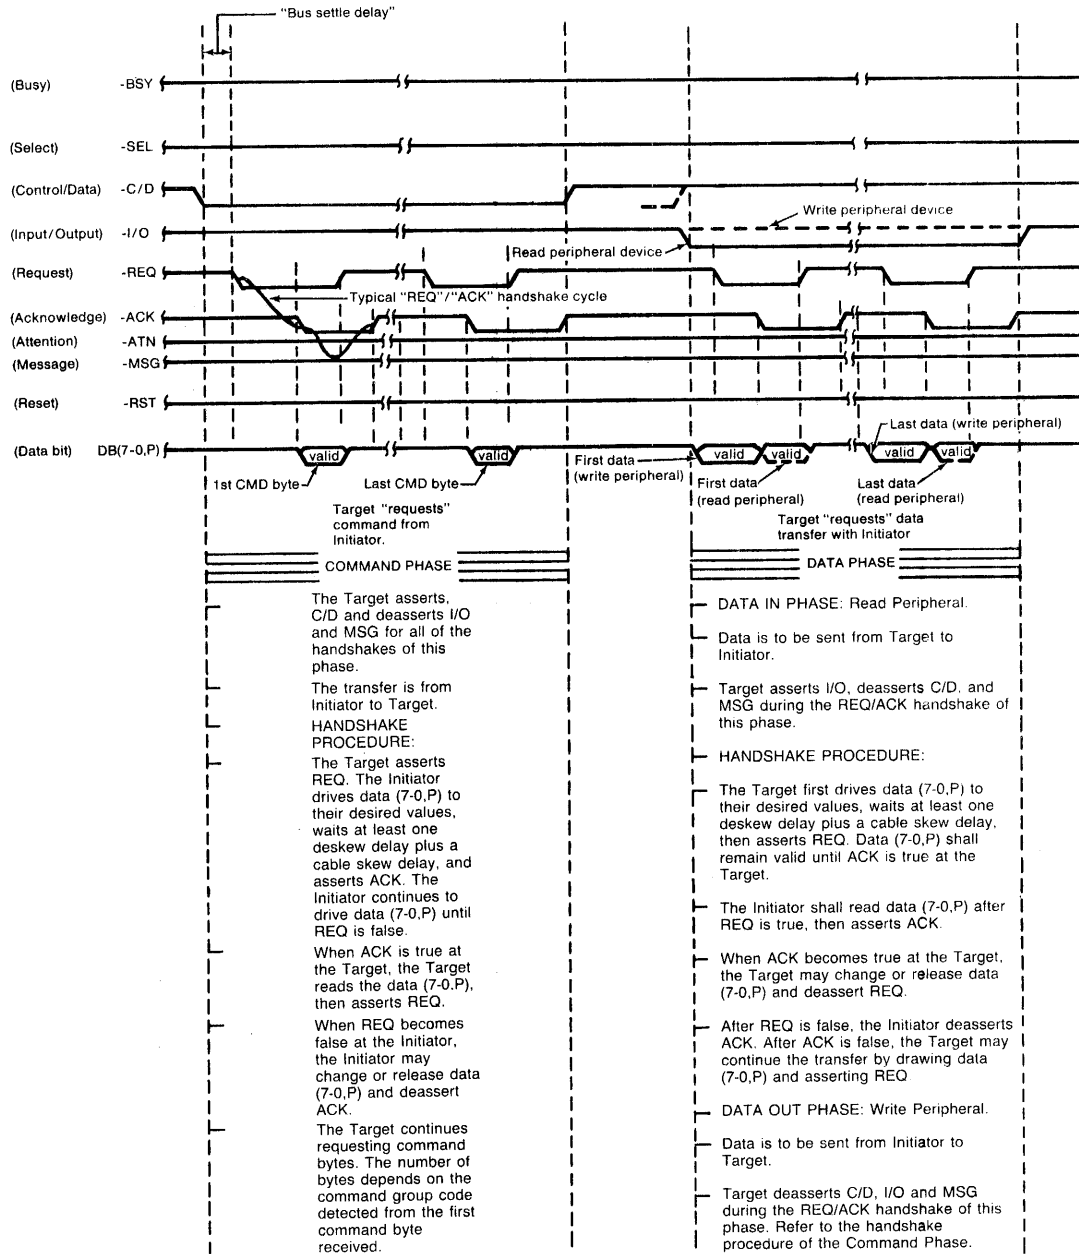 "Bus settle delay"
(Busy) -BSY
(Select) -SEL
(Control/Data) -C/D
Write peripheral device
(Input/Output) -I/O
Read peripheral device
(Request) -REQ
Typical "REQ"/"ACK" handshake cycle
(Acknowledge) -ACK
(Attention) -ATN
(Message) -MSG
(Reset) -RST
Last data (write peripheral)
(Data bit) DB(7-0,P)
valid valid valid valid valid valid
1st CMD byte
Last CMD byte
First data
(write peripheral)
First data
(read peripheral)
Last data
(read peripheral)
Target "requests"
command from
Initiator.
Target "requests" data
transfer with Initiator
COMMAND PHASE
DATA PHASE
The Target asserts,
C/D and deasserts I/O
and MSG for all of the
handshakes of this
phase.
The transfer is from
Initiator to Target.
HANDSHAKE
PROCEDURE:
The Target asserts
REQ. The Initiator
drives data (7-0,P) to
their desired values,
waits at least one
deskew delay plus a
cable skew delay, and
asserts ACK. The
Initiator continues to
drive data (7-0,P) until
REQ is false.
When ACK is true at
the Target, the Target
reads the data (7-0.P),
then asserts REQ.
When REQ becomes
false at the Initiator,
the Initiator may
change or release data
(7-0,P) and deassert
ACK.
The Target continues
requesting command
bytes. The number of
bytes depends on the
command group code
detected from the first
command byte
received.
DATA IN PHASE: Read Peripheral.
Data is to be sent from Target to
Initiator.
Target asserts I/O, deasserts C/D, and
MSG during the REQ/ACK handshake of
this phase.
HANDSHAKE PROCEDURE:
The Target first drives data (7-0,P) to
their desired values, waits at least one
deskew delay plus a cable skew delay,
then asserts REQ. Data (7-0,P) shall
remain valid until ACK is true at the
Target.
The Initiator shall read data (7-0,P) after
REQ is true, then asserts ACK.
When ACK becomes true at the Target,
the Target may change or release data
(7-0,P) and deassert REQ.
After REQ is false, the Initiator deasserts
ACK. After ACK is false, the Target may
continue the transfer by drawing data
(7-0,P) and asserting REQ
DATA OUT PHASE: Write Peripheral.
Data is to be sent from Initiator to
Target.
Target deasserts C/D, I/O and MSG
during the REQ/ACK handshake of this
phase. Refer to the handshake
procedure of the Command Phase.